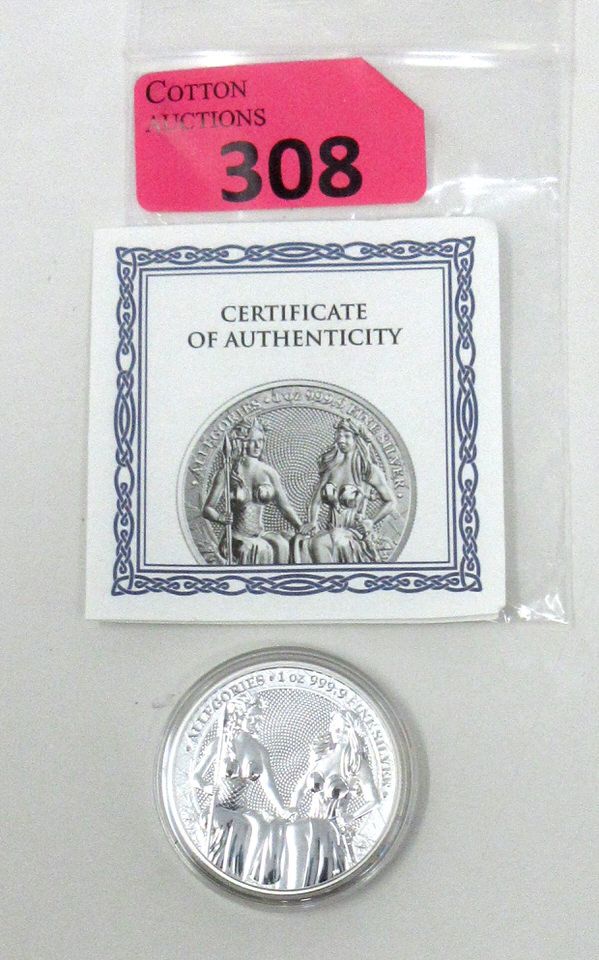 COTTON
AUCTIONS
308
CERTIFICATE
OF AUTHENTICITY
ALLEGORIES • 1 OZ 999.9 FINE SILVER •
ALLEGORIES • 1 OZ 999.9 FINE SILVER •